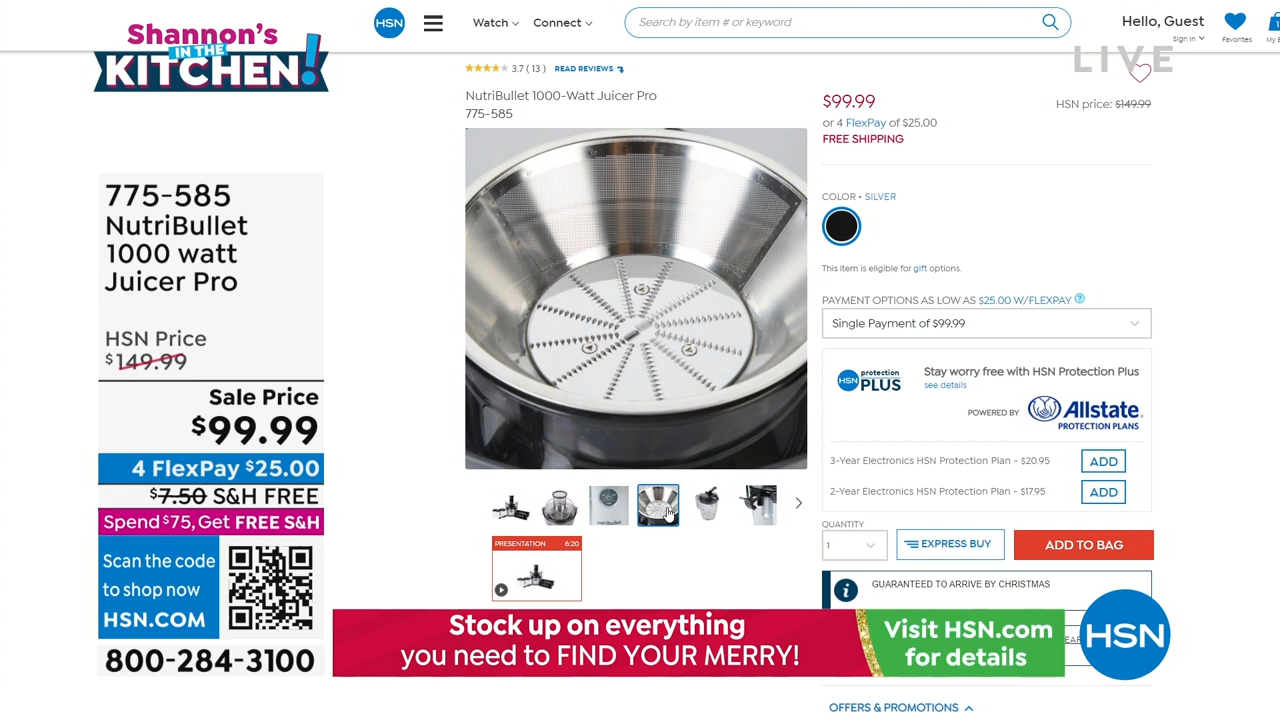 Shannon's
IN THE
KITCHEN!
HSN
Watch
Connect
Search by item # or keyword
Hello, Guest
Sign In
Favorites
LIVE
3.7 (13)
READ REVIEWS
NutriBullet 1000-Watt Juicer Pro
775-585
$99.99
HSN price: $149.99
or 4 FlexPay of $25.00
FREE SHIPPING
COLOR • SILVER
This item is eligible for gift options.
PAYMENT OPTIONS AS LOW AS $25.00 W/FLEXPAY ?
Single Payment of $99.99
HSN protection PLUS
Stay worry free with HSN Protection Plus
see details
POWERED BY
Allstate
PROTECTION PLANS
3-Year Electronics HSN Protection Plan - $20.95
ADD
2-Year Electronics HSN Protection Plan - $17.95
ADD
QUANTITY
1
EXPRESS BUY
ADD TO BAG
GUARANTEED TO ARRIVE BY CHRISTMAS
OFFERS & PROMOTIONS
nutribullet
PRESENTATION 6:20
775-585
NutriBullet
1000 watt
Juicer Pro
HSN Price
$149.99
Sale Price
$99.99
4 FlexPay $25.00
$7.50 S&H FREE
Spend $75, Get FREE S&H
Scan the code
to shop now
HSN.COM
800-284-3100
Stock up on everything
you need to FIND YOUR MERRY!
Visit HSN.com
for details
HSN